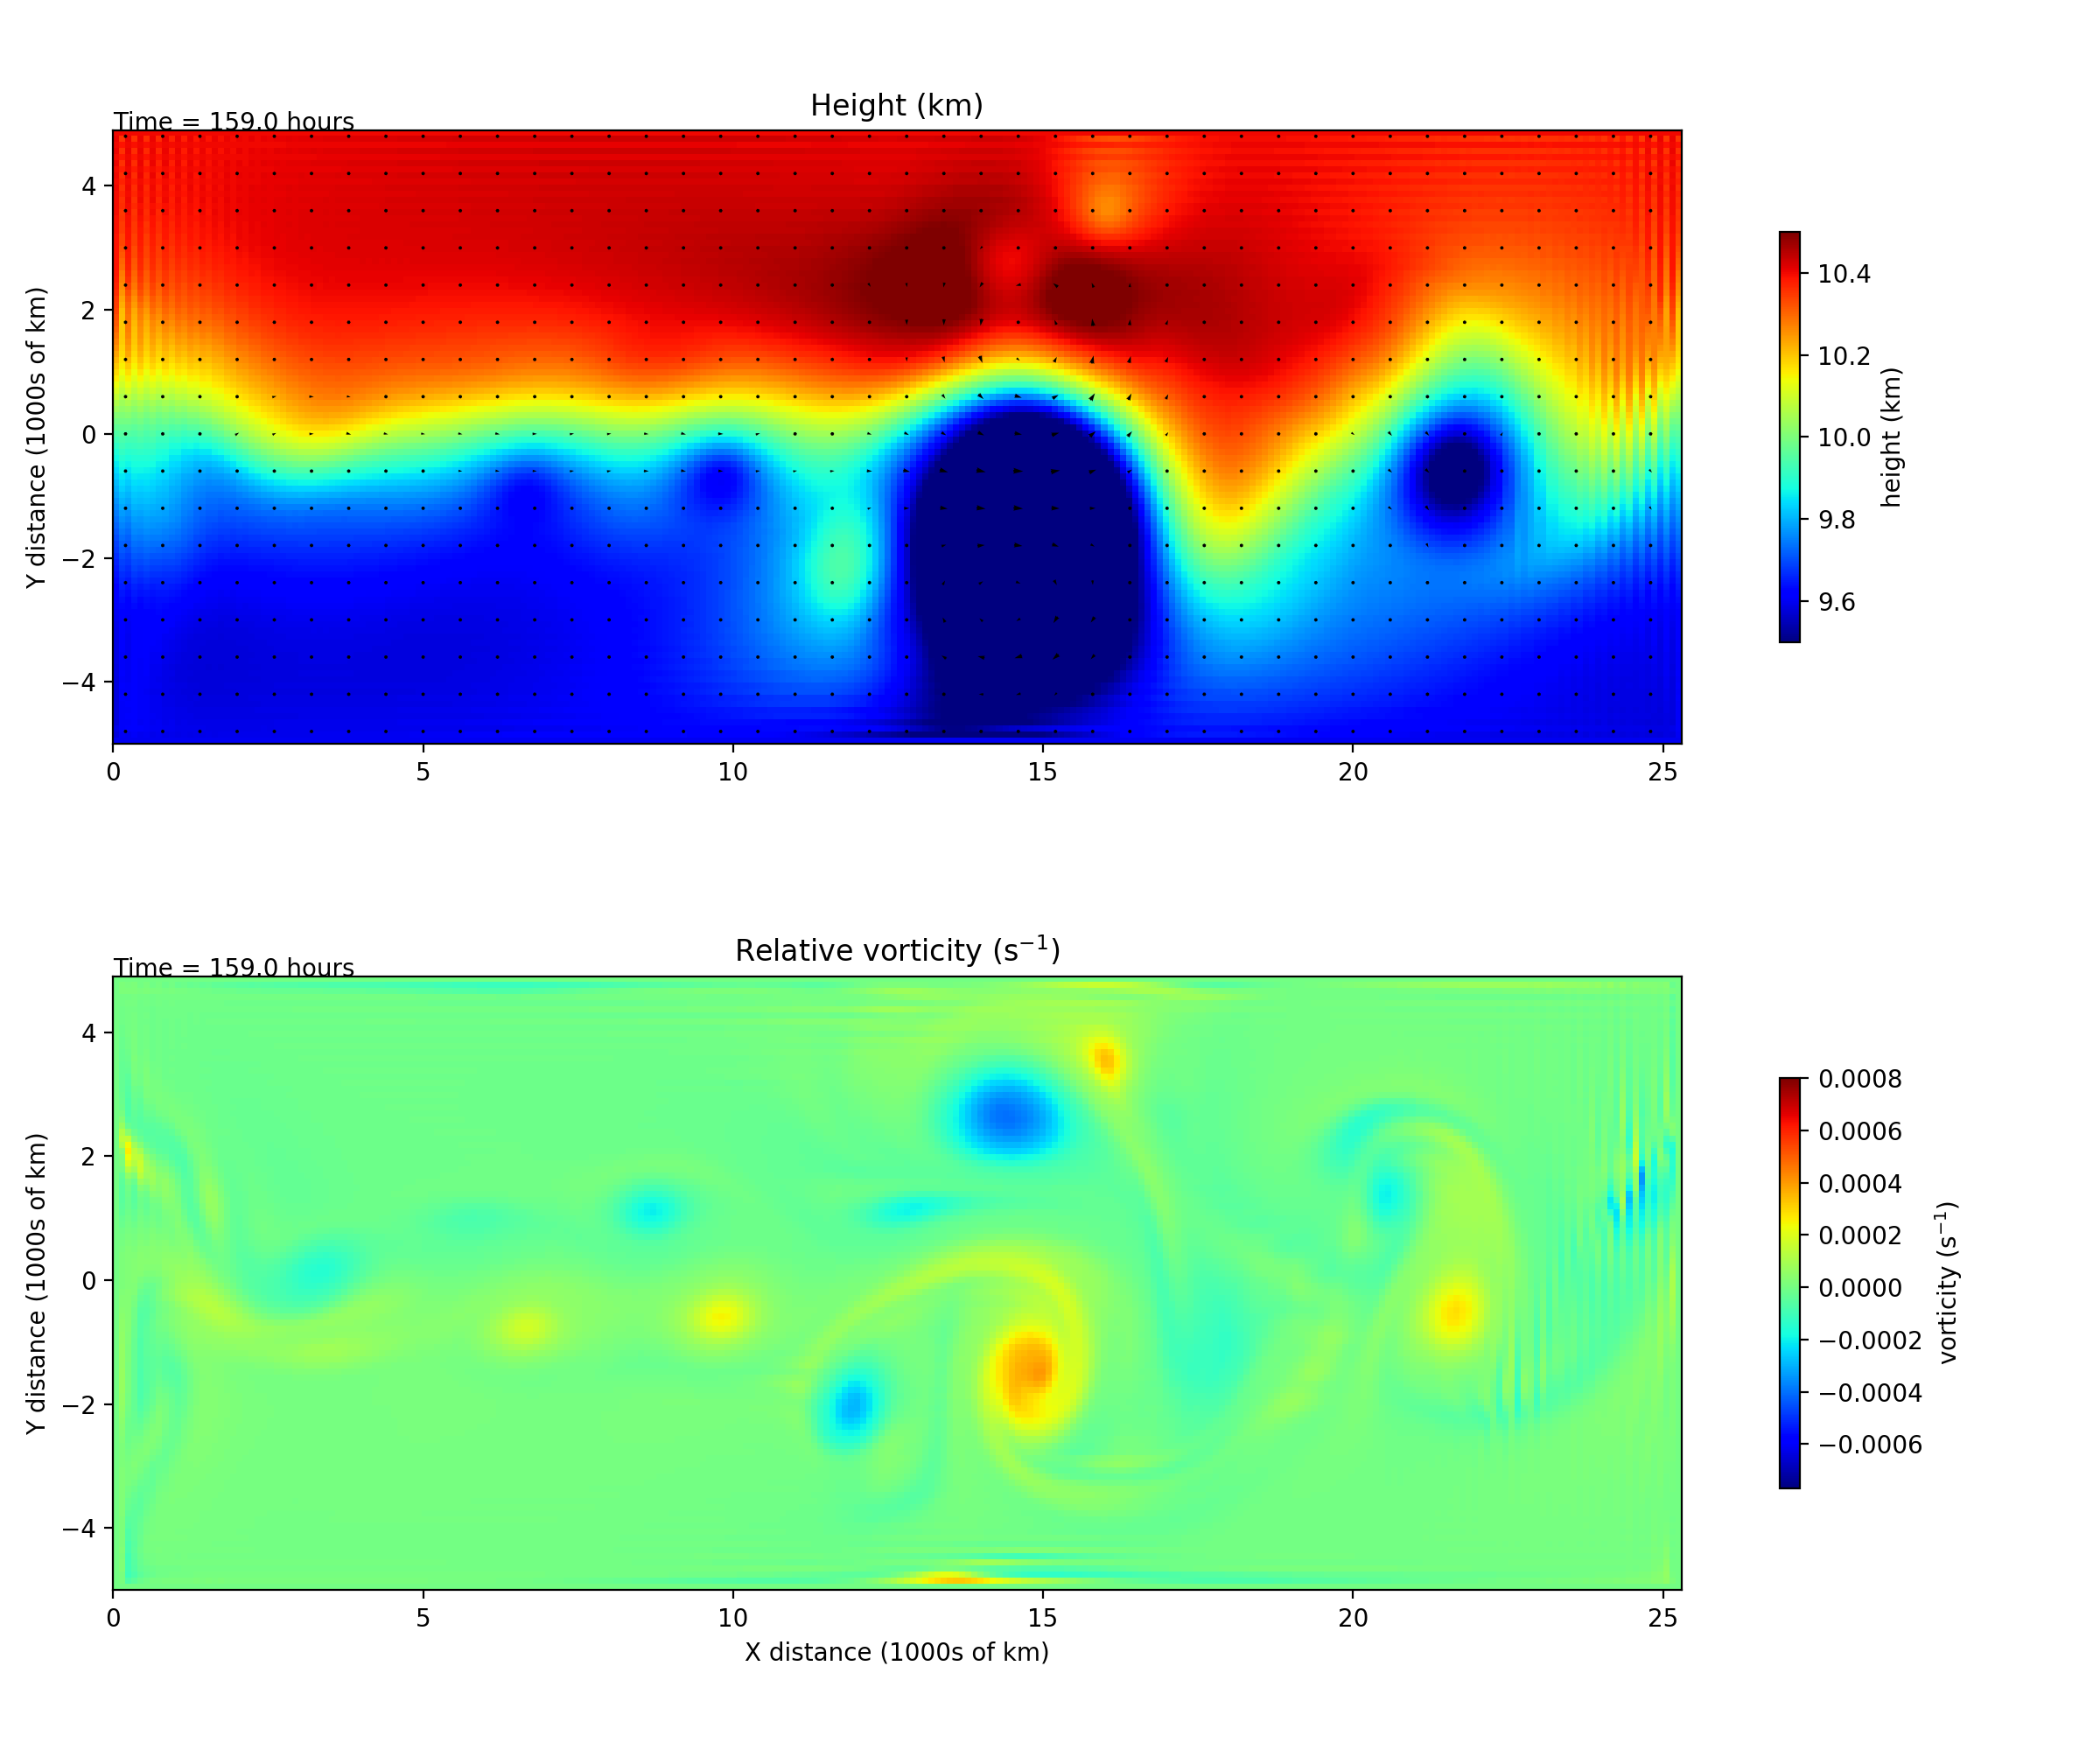 Height (km)
Time = 159.0 hours
Y distance (1000s of km)
4
2
0
−2
−4
0 5 10 15 20 25
10.4
10.2
10.0
9.8
9.6
height (km)
Relative vorticity (s⁻¹)
Time = 159.0 hours
Y distance (1000s of km)
4
2
0
−2
−4
0 5 10 15 20 25
X distance (1000s of km)
0.0008
0.0006
0.0004
0.0002
0.0000
−0.0002
−0.0004
−0.0006
vorticity (s⁻¹)